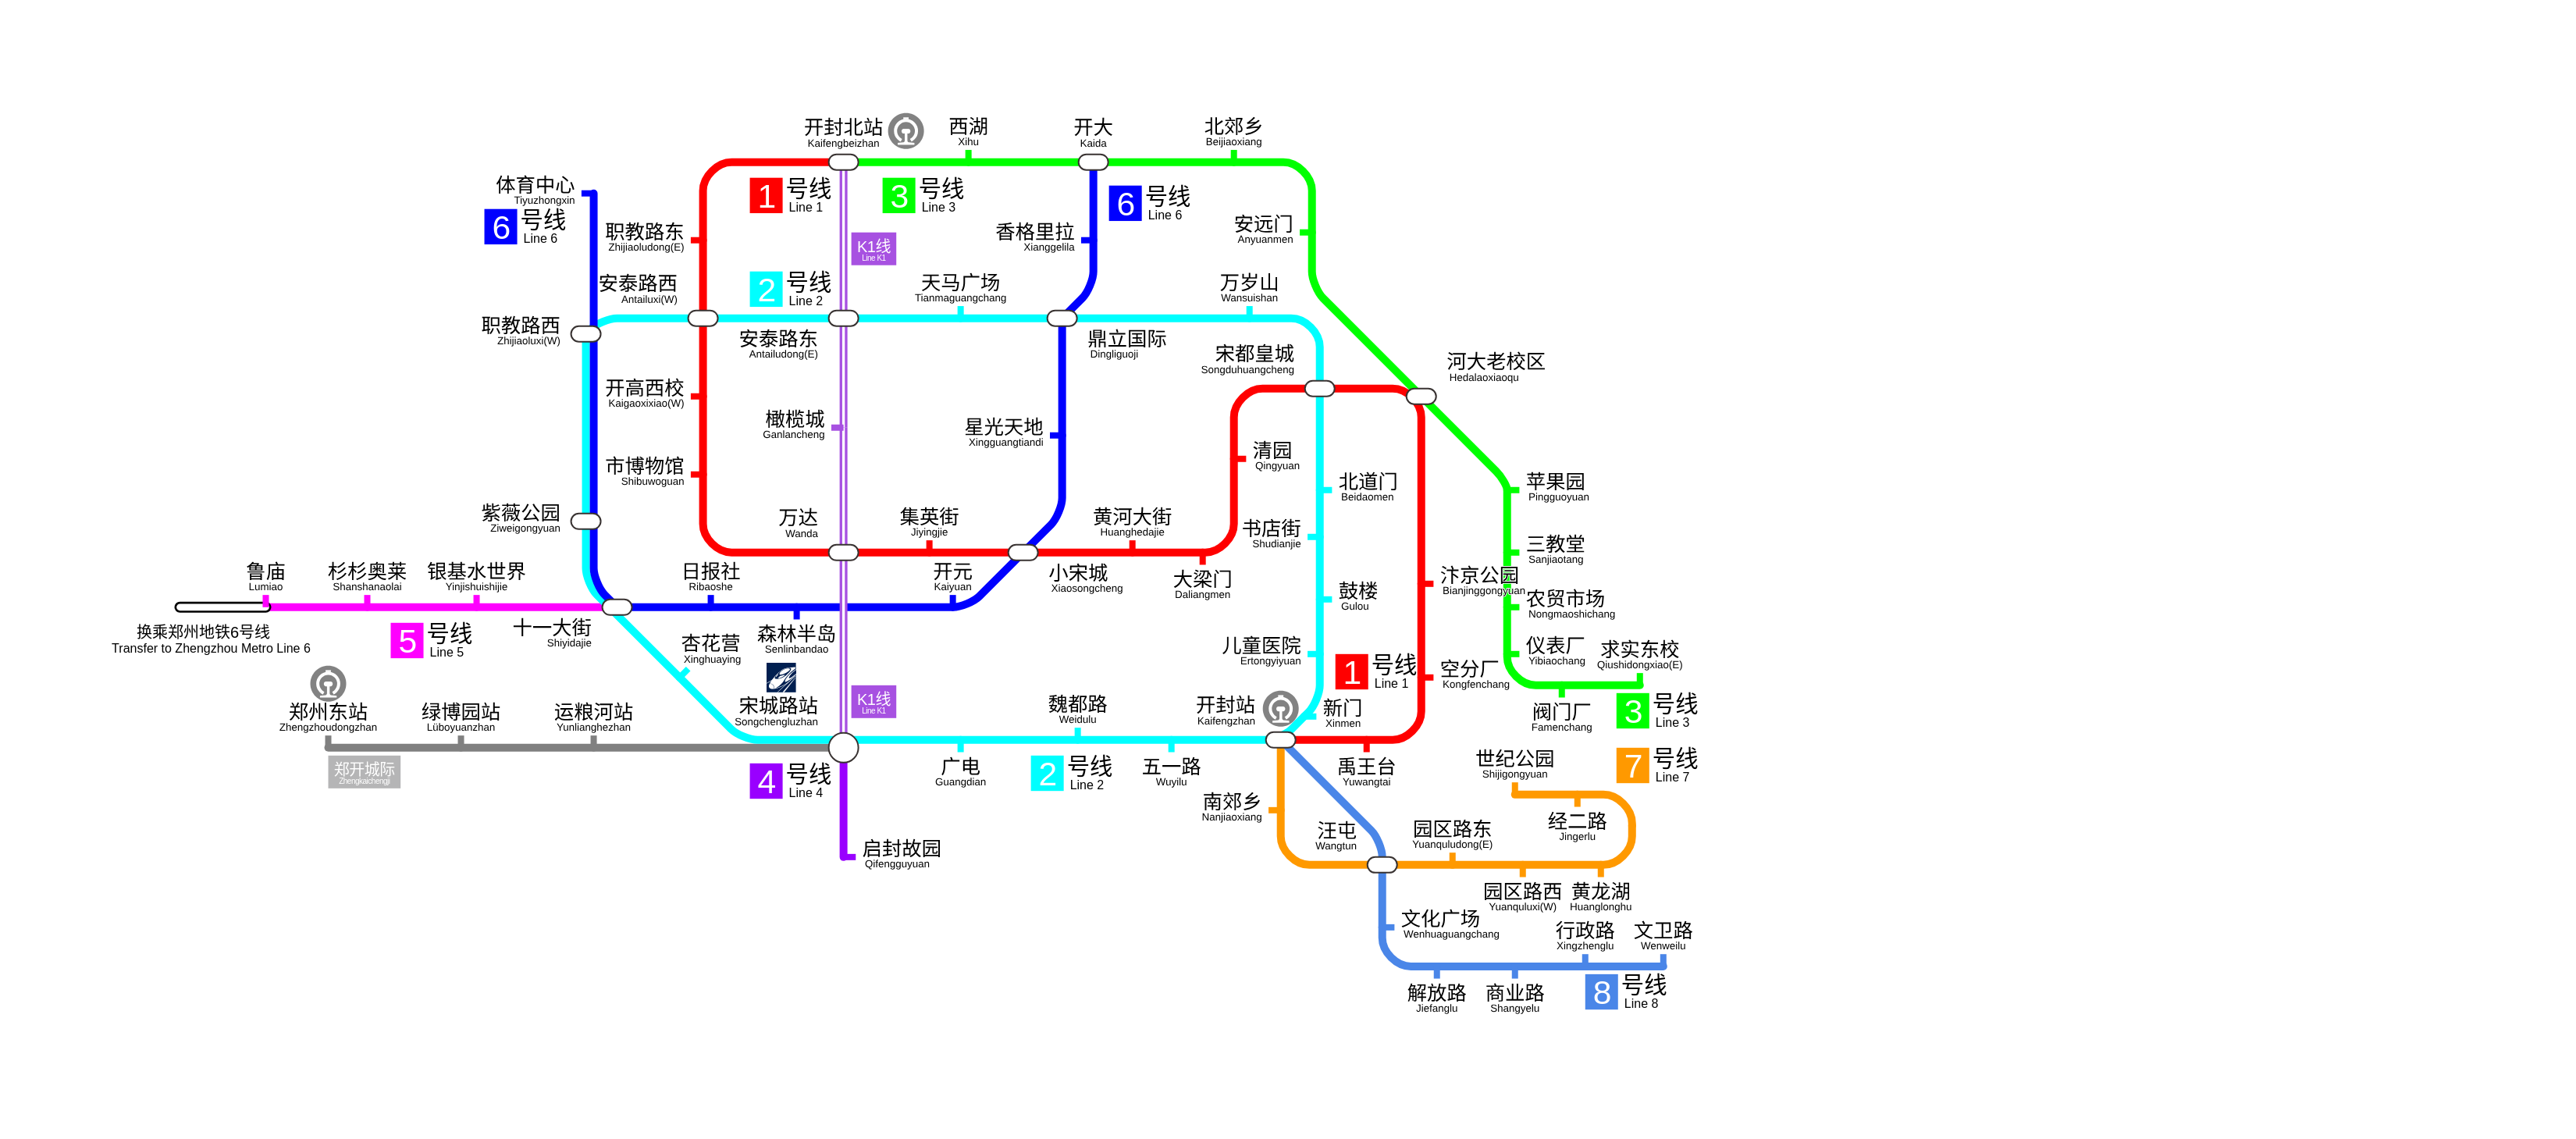 开封北站
Kaifengbeizhan
西湖
Xihu
开大
Kaida
北郊乡
Beijiaoxiang
体育中心
Tiyuzhongxin
6 号线
Line 6
1 号线
Line 1
3 号线
Line 3
6 号线
Line 6
职教路东
Zhijiaoludong(E)
K1线
Line K1
香格里拉
Xianggelila
安远门
Anyuanmen
安泰路西
Antailuxi(W)
2 号线
Line 2
天马广场
Tianmaguangchang
万岁山
Wansuishan
职教路西
Zhijiaoluxi(W)
安泰路东
Antailudong(E)
鼎立国际
Dingliguoji
宋都皇城
Songduhuangcheng
河大老校区
Hedalaoxiaoqu
开高西校
Kaigaoxixiao(W)
橄榄城
Ganlancheng
星光天地
Xingguangtiandi
清园
Qingyuan
市博物馆
Shibuwoguan
北道门
Beidaomen
苹果园
Pingguoyuan
紫薇公园
Ziweigongyuan
万达
Wanda
集英街
Jiyingjie
黄河大街
Huanghedajie
书店街
Shudianjie
三教堂
Sanjiaotang
鲁庙
Lumiao
杉杉奥莱
Shanshanaolai
银基水世界
Yinjishuishijie
日报社
Ribaoshe
开元
Kaiyuan
小宋城
Xiaosongcheng
大梁门
Daliangmen
鼓楼
Gulou
汴京公园
Bianjinggongyuan
农贸市场
Nongmaoshichang
换乘郑州地铁6号线
Transfer to Zhengzhou Metro Line 6
5 号线
Line 5
十一大街
Shiyidajie
杏花营
Xinghuaying
森林半岛
Senlinbandao
儿童医院
Ertongyiyuan
1 号线
Line 1
空分厂
Kongfenchang
仪表厂
Yibiaochang
求实东校
Qiushidongxiao(E)
郑州东站
Zhengzhoudongzhan
绿博园站
Lüboyuanzhan
运粮河站
Yunlianghezhan
宋城路站
Songchengluzhan
K1线
Line K1
魏都路
Weidulu
开封站
Kaifengzhan
新门
Xinmen
阀门厂
Famenchang
3 号线
Line 3
郑开城际
Zhengkaichengji
4 号线
Line 4
广电
Guangdian
2 号线
Line 2
五一路
Wuyilu
禹王台
Yuwangtai
世纪公园
Shijigongyuan
7 号线
Line 7
南郊乡
Nanjiaoxiang
汪屯
Wangtun
园区路东
Yuanquludong(E)
经二路
Jingerlu
启封故园
Qifengguyuan
园区路西
Yuanquluxi(W)
黄龙湖
Huanglonghu
文化广场
Wenhuaguangchang
行政路
Xingzhenglu
文卫路
Wenweilu
解放路
Jiefanglu
商业路
Shangyelu
8 号线
Line 8